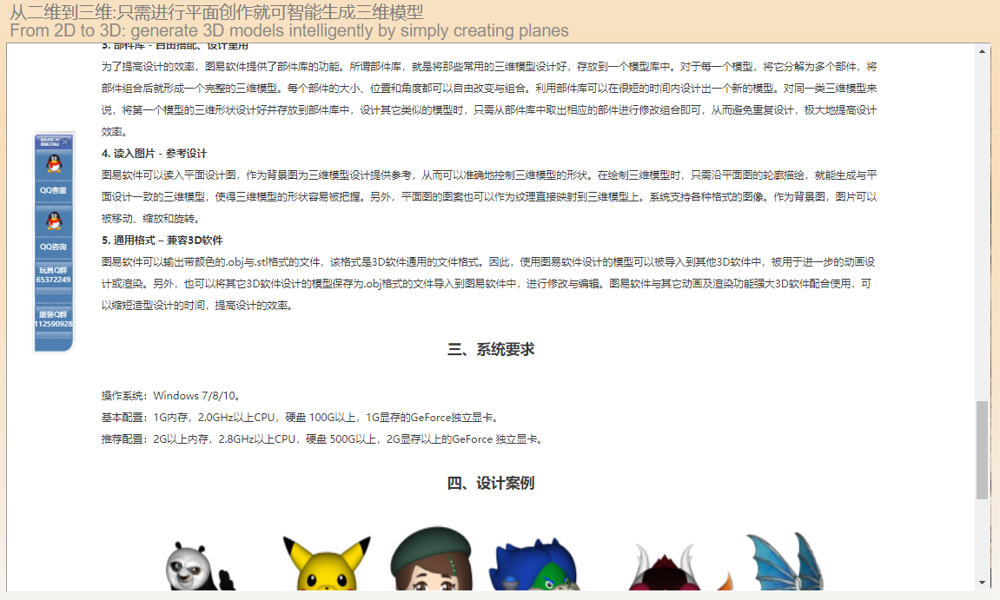 从二维到三维:只需进行平面创作就可智能生成三维模型
From 2D to 3D: generate 3D models intelligently by simply creating planes
3. 部件库 - 自由搭配、设计重用
为了提高设计的效率，图易软件提供了部件库的功能。所谓部件库，就是将那些常用的三维模型设计好，存放到一个模型库中。对于每一个模型，将它分解为多个部件，将
部件组合后就形成一个完整的三维模型。每个部件的大小、位置和角度都可以自由改变与组合。利用部件库可以在很短的时间内设计出一个新的模型。对同一类三维模型来
说，将第一个模型的三维形状设计好并存放到部件库中，设计其它类似的模型时，只需从部件库中取出相应的部件进行修改组合即可，从而避免重复设计，极大地提高设计
效率。
4. 读入图片 - 参考设计
图易软件可以读入平面设计图，作为背景图为三维模型设计提供参考，从而可以准确地控制三维模型的形状。在绘制三维模型时，只需沿平面图的轮廓描绘，就能生成与平
面设计一致的三维模型，使得三维模型的形状容易被把握。另外，平面图的图案也可以作为纹理直接映射到三维模型上。系统支持各种格式的图像。作为背景图，图片可以
被移动、缩放和旋转。
5. 通用格式 – 兼容3D软件
图易软件可以输出带颜色的.obj与.stl格式的文件，该格式是3D软件通用的文件格式。因此，使用图易软件设计的模型可以被导入到其他3D软件中，被用于进一步的动画设
计或渲染。另外，也可以将其它3D软件设计的模型保存为.obj格式的文件导入到图易软件中，进行修改与编辑。图易软件与其它动画及渲染功能强大3D软件配合使用，可
以缩短造型设计的时间，提高设计的效率。
三、系统要求
操作系统：Windows 7/8/10。
基本配置：1G内存，2.0GHz以上CPU，硬盘 100G以上，1G显存的GeForce独立显卡。
推荐配置：2G以上内存，2.8GHz以上CPU，硬盘 500G以上，2G显存以上的GeForce 独立显卡。
四、设计案例
QUICK
MENU
QQ客服
QQ咨询
玩具Q群
65372249
服装Q群
112590928